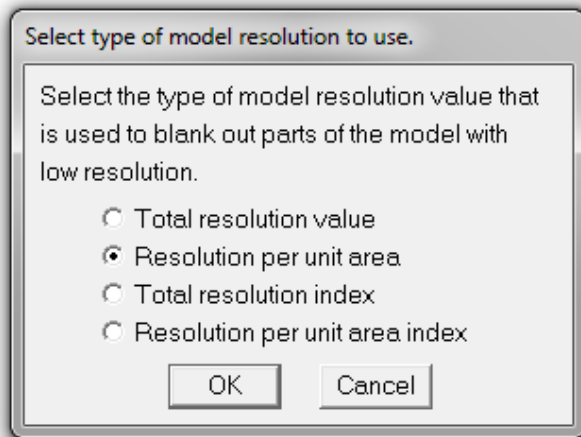 Select type of model resolution to use.
Select the type of model resolution value that
is used to blank out parts of the model with
low resolution.
Total resolution value
Resolution per unit area
Total resolution index
Resolution per unit area index
OK Cancel